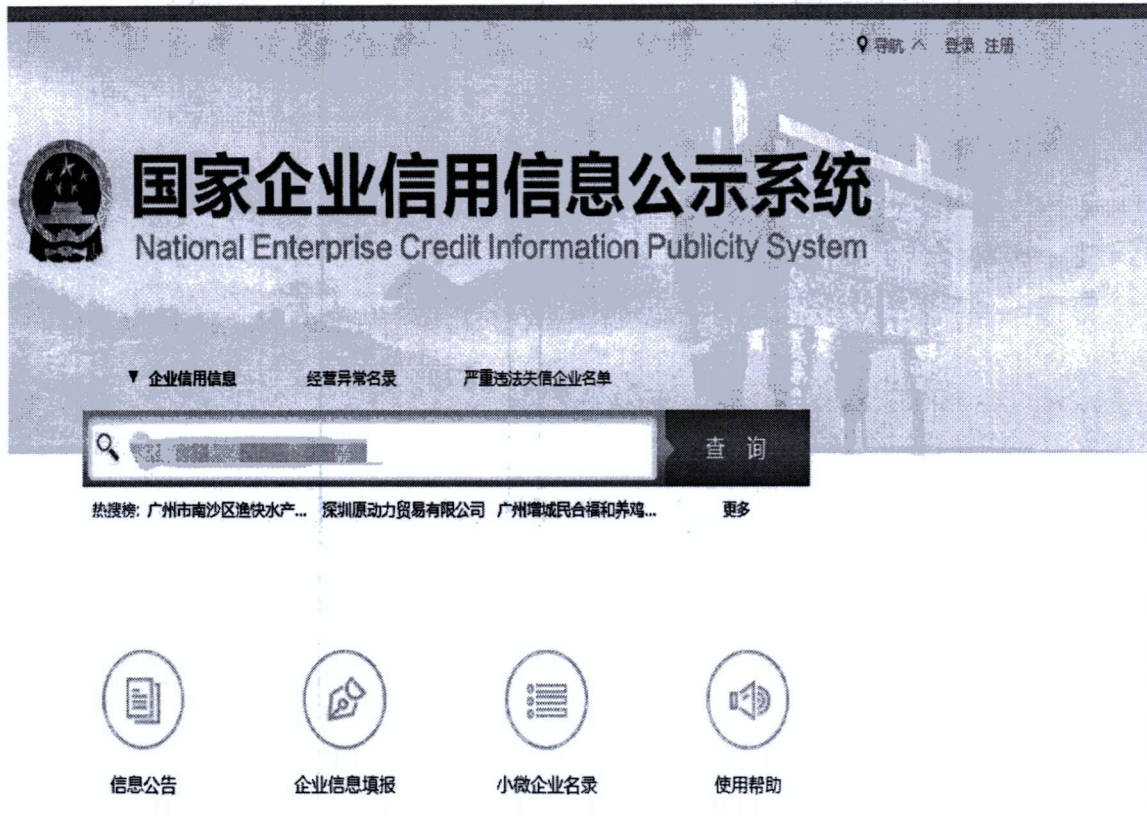 导航 登录 注册
国家企业信用信息公示系统
National Enterprise Credit Information Publicity System
企业信用信息 经营异常名录 严重违法失信企业名单
查 询
热搜榜: 广州市南沙区渔快水产... 深圳原动力贸易有限公司 广州增城民合福和养鸡... 更多
信息公告 企业信息填报 小微企业名录 使用帮助